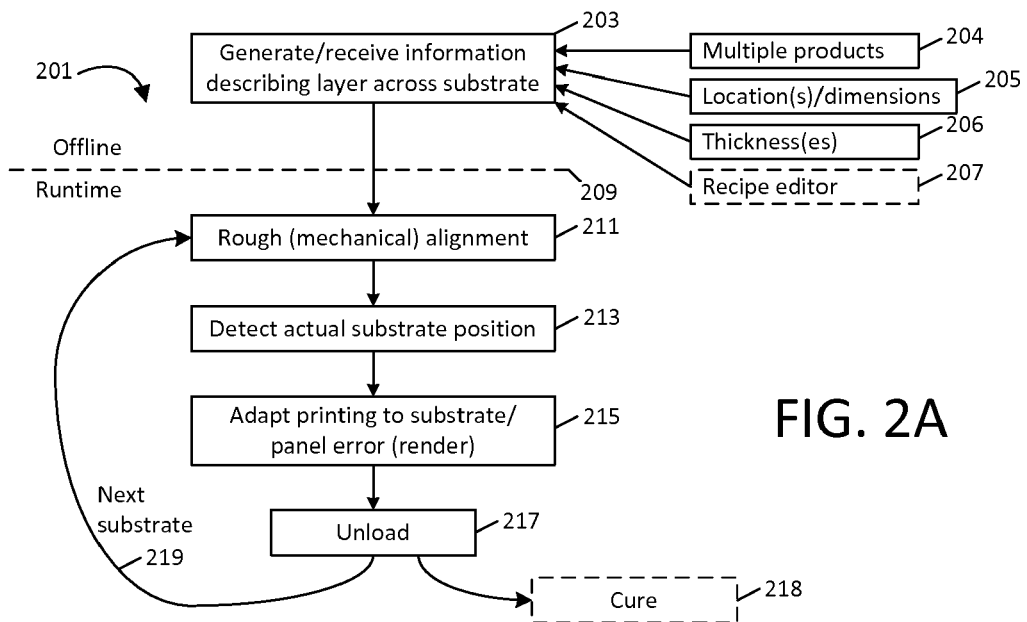 203
Generate/receive information
describing layer across substrate
Multiple products
204
201
Location(s)/dimensions
205
Thickness(es)
206
Offline
Recipe editor
207
Runtime
209
Rough (mechanical) alignment
211
Detect actual substrate position
213
Adapt printing to substrate/
panel error (render)
215
FIG. 2A
Next
substrate
219
Unload
217
Cure
218